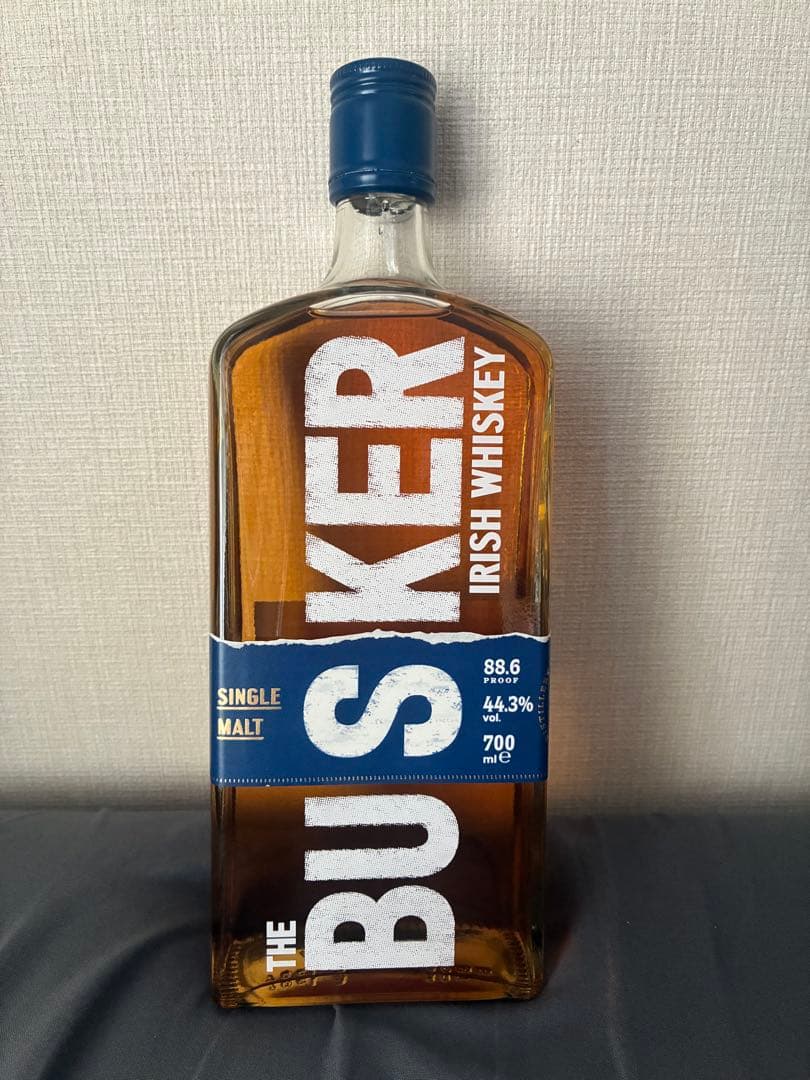 THE
BUSKER
IRISH WHISKEY
SINGLE
MALT
88.6
PROOF
44.3%
vol.
700
ml e